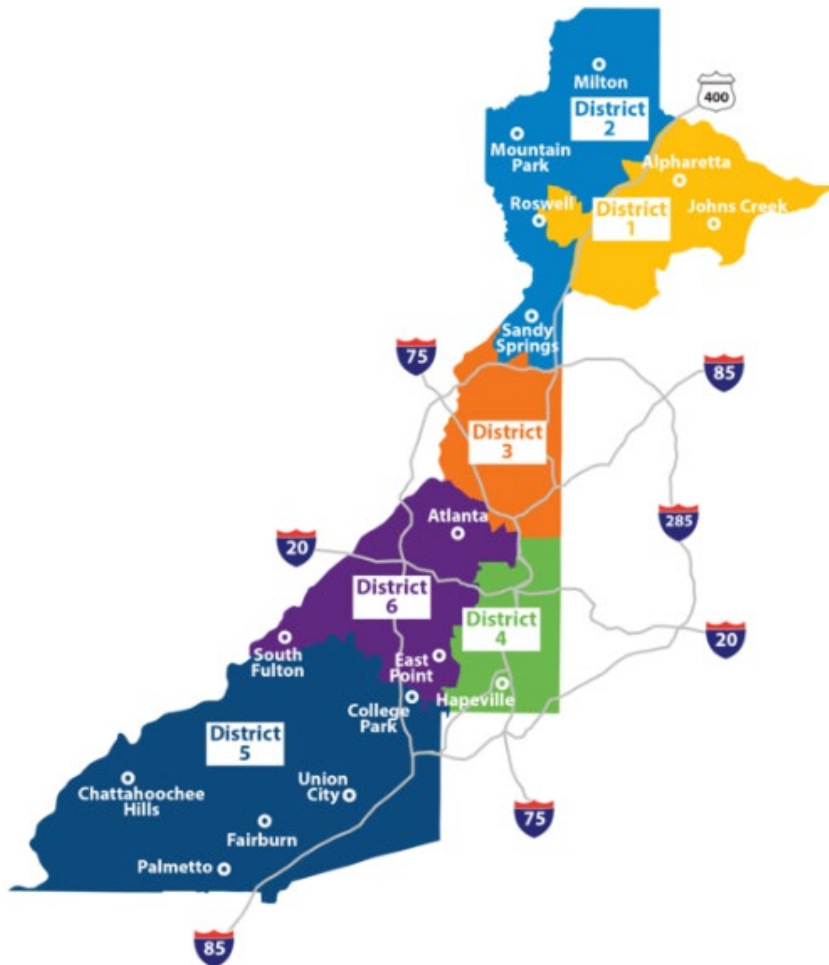 Milton
400
District
2
Mountain
Park
Alpharetta
Roswell
District
1
Johns Creek
Sandy
Springs
75
85
District
3
Atlanta
285
20
District
6
District
4
20
South
Fulton
East
Point
College
Park
Hapeville
District
5
Union
City
Chattahoochee
Hills
Fairburn
75
Palmetto
85